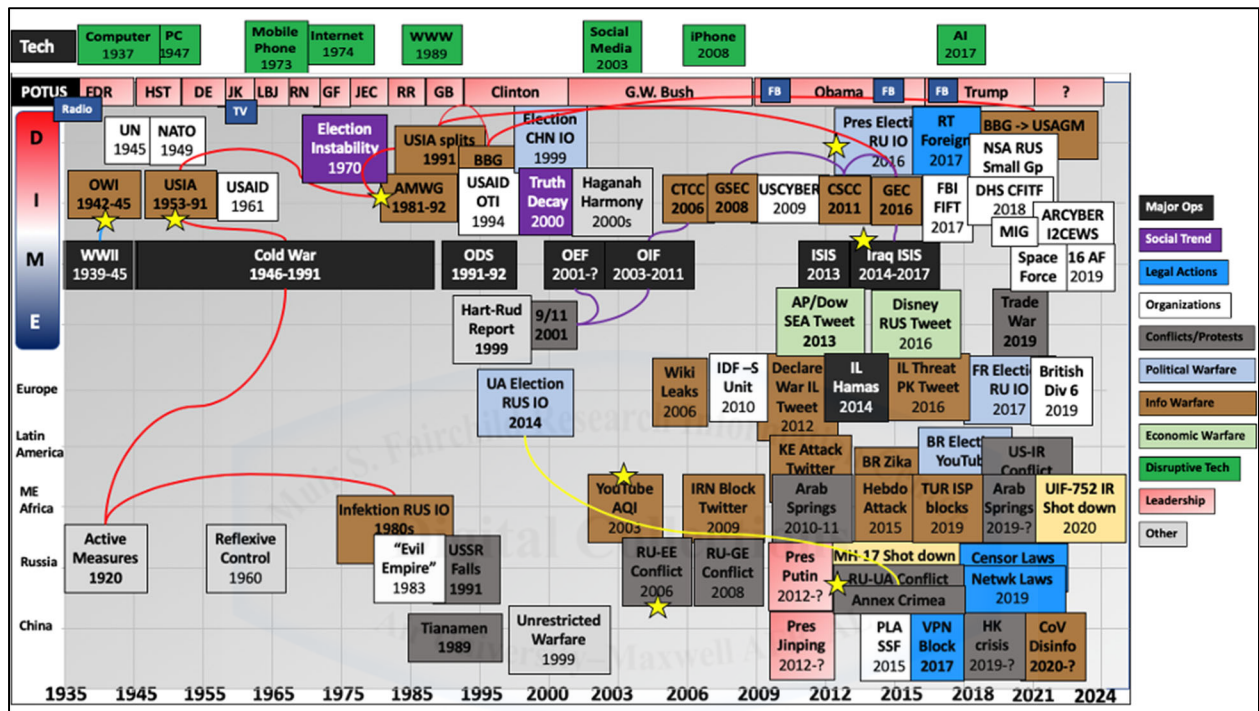 Tech
Computer
1937
PC
1947
Mobile
Phone
1973
Internet
1974
WWW
1989
Social
Media
2003
iPhone
2008
AI
2017
POTUS
FDR
HST
DE
JK
LBJ
RN
GF
JEC
RR
GB
Clinton
G.W. Bush
FB
Obama
FB
FB
Trump
?
Radio
TV
D
I
M
E
UN
1945
NATO
1949
Election
Instability
1970
USIA splits
1991
BBG
Election
CHN IO
1999
Pres Electi
RU IO
2016
RT
Foreign
2017
BBG -> USAGM
NSA RUS
Small Gp
OWI
1942-45
USIA
1953-91
USAID
1961
AMWG
1981-92
USAID
OTI
1994
Truth
Decay
2000
Haganah
Harmony
2000s
CTCC
2006
GSEC
2008
USCYBER
2009
CSCC
2011
GEC
2016
FBI
FIFT
2017
DHS CFITF
2018
MIG
ARCYBER
I2CEWS
Space
Force
16 AF
2019
WWII
1939-45
Cold War
1946-1991
ODS
1991-92
OEF
2001-?
OIF
2003-2011
ISIS
2013
Iraq ISIS
2014-2017
Hart-Rud
Report
1999
9/11
2001
AP/Dow
SEA Tweet
2013
Disney
RUS Tweet
2016
Trade
War
2019
Europe
UA Election
RUS IO
2014
Wiki
Leaks
2006
IDF –S
Unit
2010
Declare
War IL
Tweet
2012
IL
Hamas
2014
IL Threat
PK Tweet
2016
FR Electi
RU IO
2017
British
Div 6
2019
Latin
America
KE Attack
Twitter
BR Zika
BR Electi
YouTub
US-IR
Conflict
ME
Africa
Infektion RUS IO
1980s
YouTube
AQI
2003
IRN Block
Twitter
2009
Arab
Springs
2010-11
Hebdo
Attack
2015
TUR ISP
blocks
2019
Arab
Springs
2019-?
UIF-752 IR
Shot down
2020
Russia
Active
Measures
1920
Reflexive
Control
1960
“Evil
Empire”
1983
USSR
Falls
1991
RU-EE
Conflict
2006
RU-GE
Conflict
2008
Pres
Putin
2012-?
17 Shot down
RU-UA Conflict
Annex Crimea
Censor Laws
Netwk Laws
2019
China
Tiananmen
1989
Unrestricted
Warfare
1999
Pres
Jinping
2012-?
PLA
SSF
2015
VPN
Block
2017
HK
crisis
2019-?
CoV
Disinfo
2020-?
1935
1945
1955
1965
1975
1985
1995
2000
2003
2006
2009
2012
2015
2018
2021
2024
Major Ops
Social Trend
Legal Actions
Organizations
Conflicts/Protests
Political Warfare
Info Warfare
Economic Warfare
Disruptive Tech
Leadership
Other